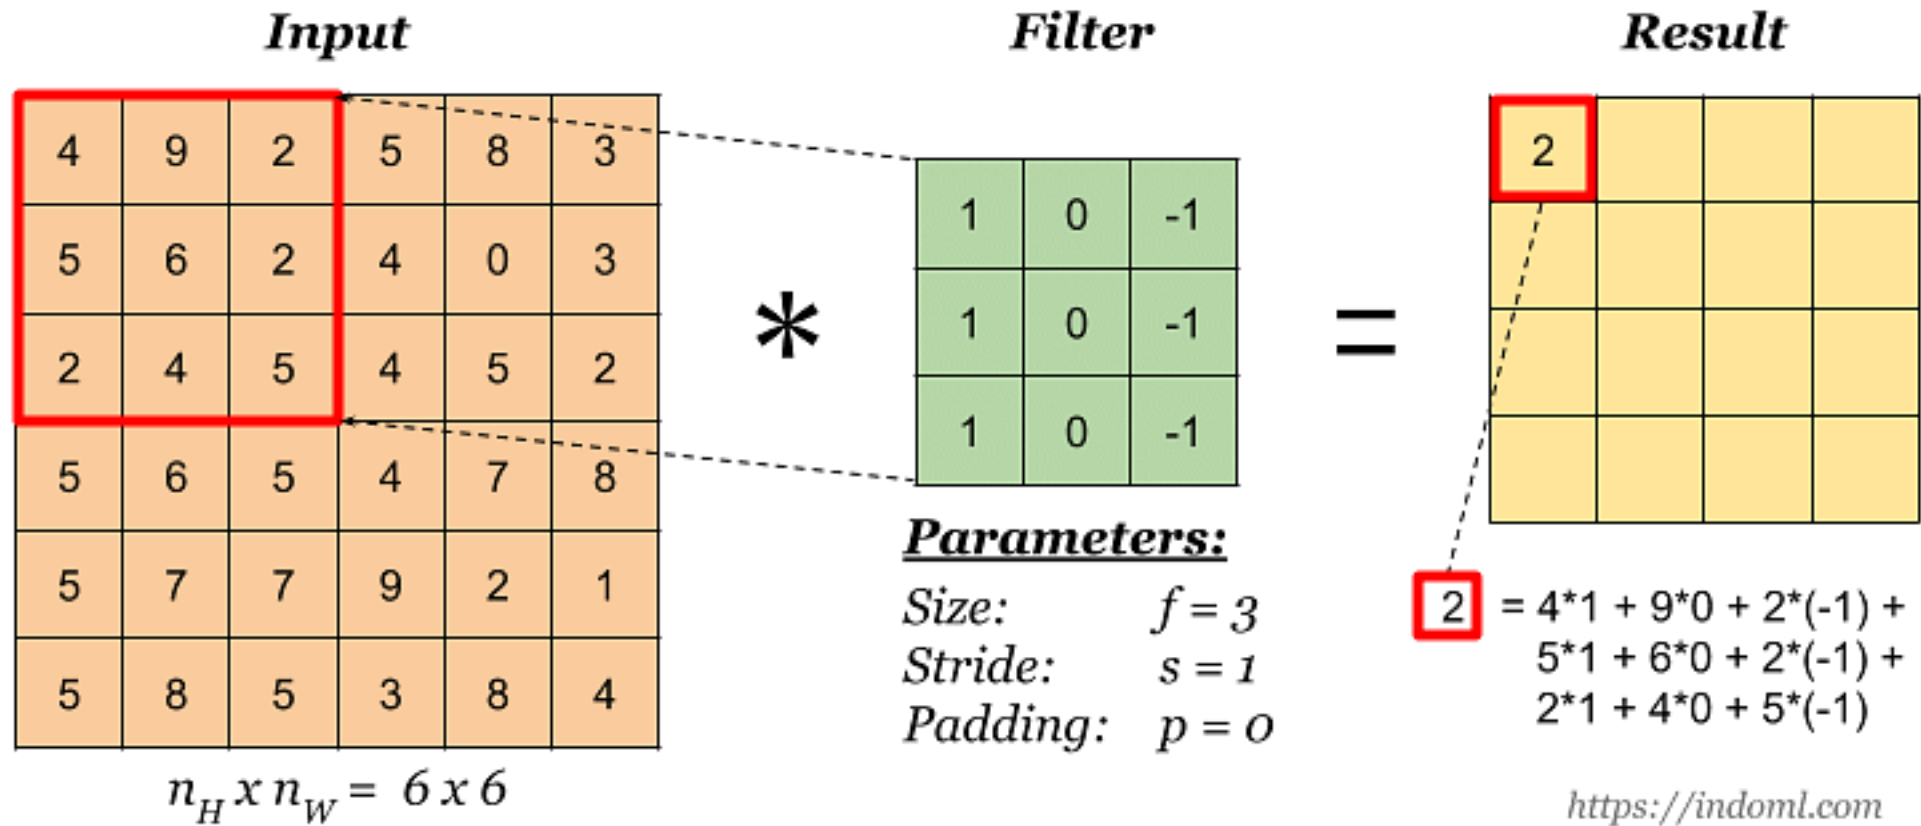 Input
Filter
Result
4 9 2 5 8 3
5 6 2 4 0 3
2 4 5 4 5 2
5 6 5 4 7 8
5 7 7 9 2 1
5 8 5 3 8 4
n_H x n_W = 6 x 6
*
1 0 -1
1 0 -1
1 0 -1
Parameters:
Size: f = 3
Stride: s = 1
Padding: p = 0
=
2
2 = 4*1 + 9*0 + 2*(-1) +
5*1 + 6*0 + 2*(-1) +
2*1 + 4*0 + 5*(-1)
https://indoml.com